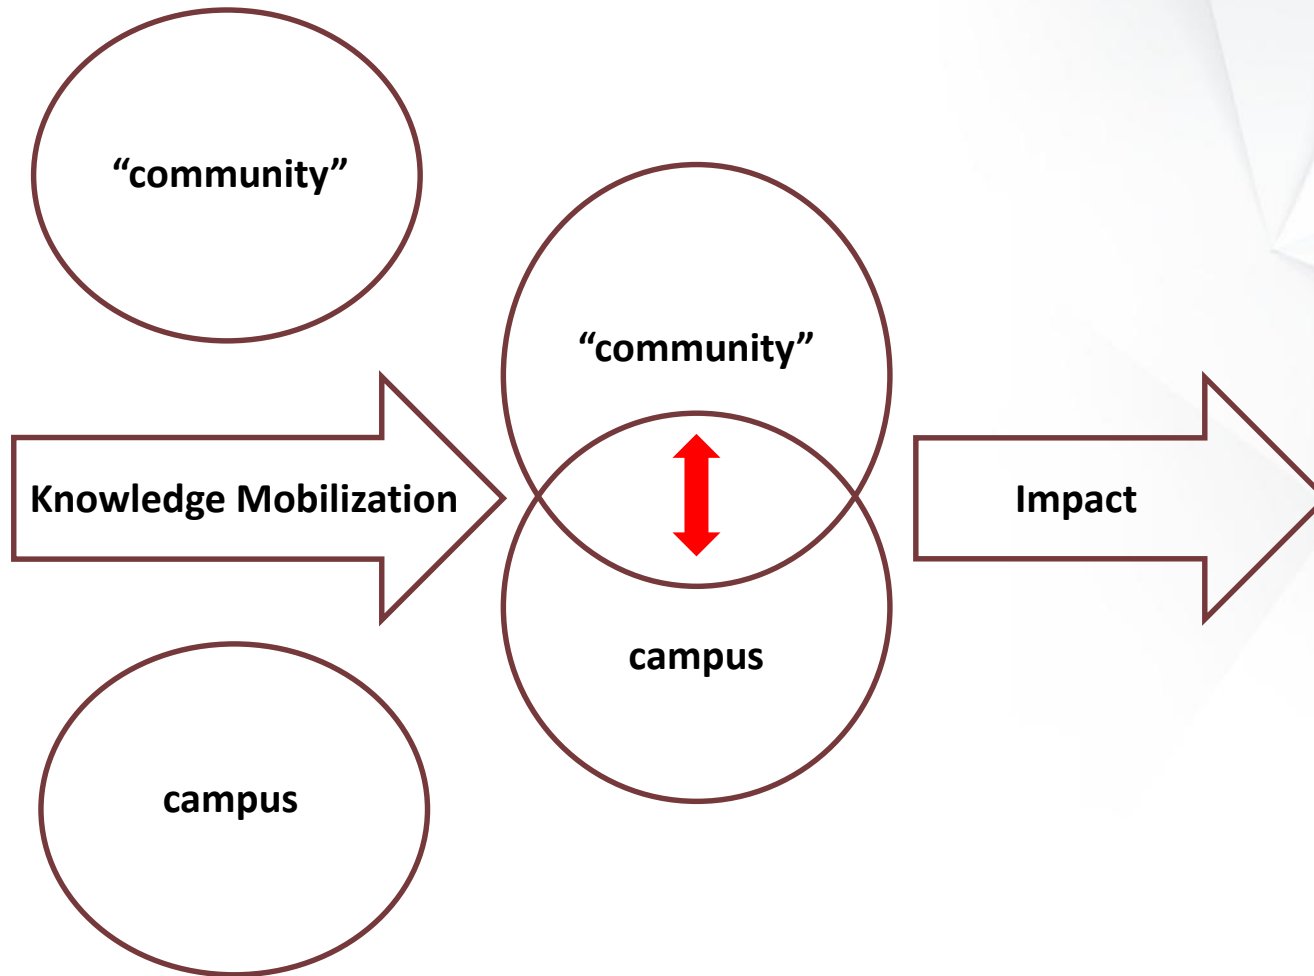 “community”
Knowledge Mobilization
campus
“community”
campus
Impact